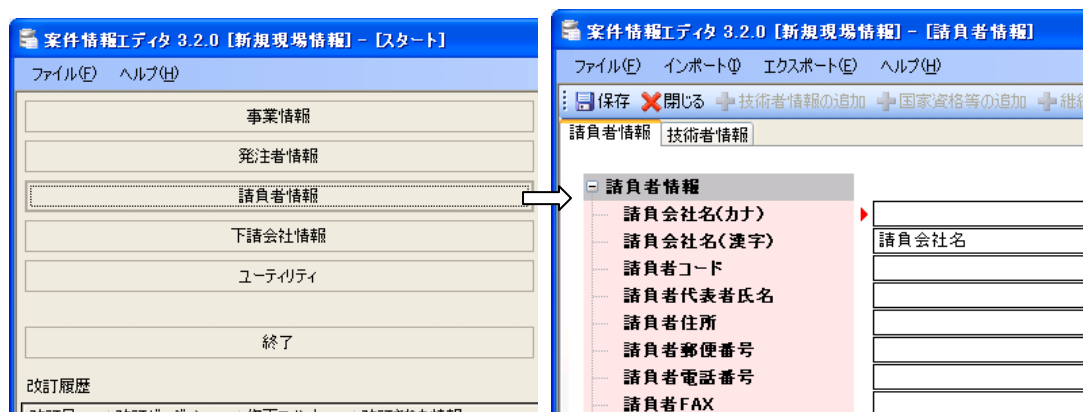 案件情報エディタ 3.2.0 [新規現場情報] - [スタート]
ファイル(F) ヘルプ(H)
事業情報
発注者情報
請負者情報
下請会社情報
ユーティリティ
終了
改訂履歴
案件情報エディタ 3.2.0 [新規現場情報] - [請負者情報]
ファイル(F) インポート(I) エクスポート(E) ヘルプ(H)
保存 閉じる 技術者情報の追加 国家資格等の追加
請負者情報 技術者情報
請負者情報
請負会社名(カナ)
請負会社名(漢字) 請負会社名
請負者コード
請負者代表者氏名
請負者住所
請負者郵便番号
請負者電話番号
請負者FAX